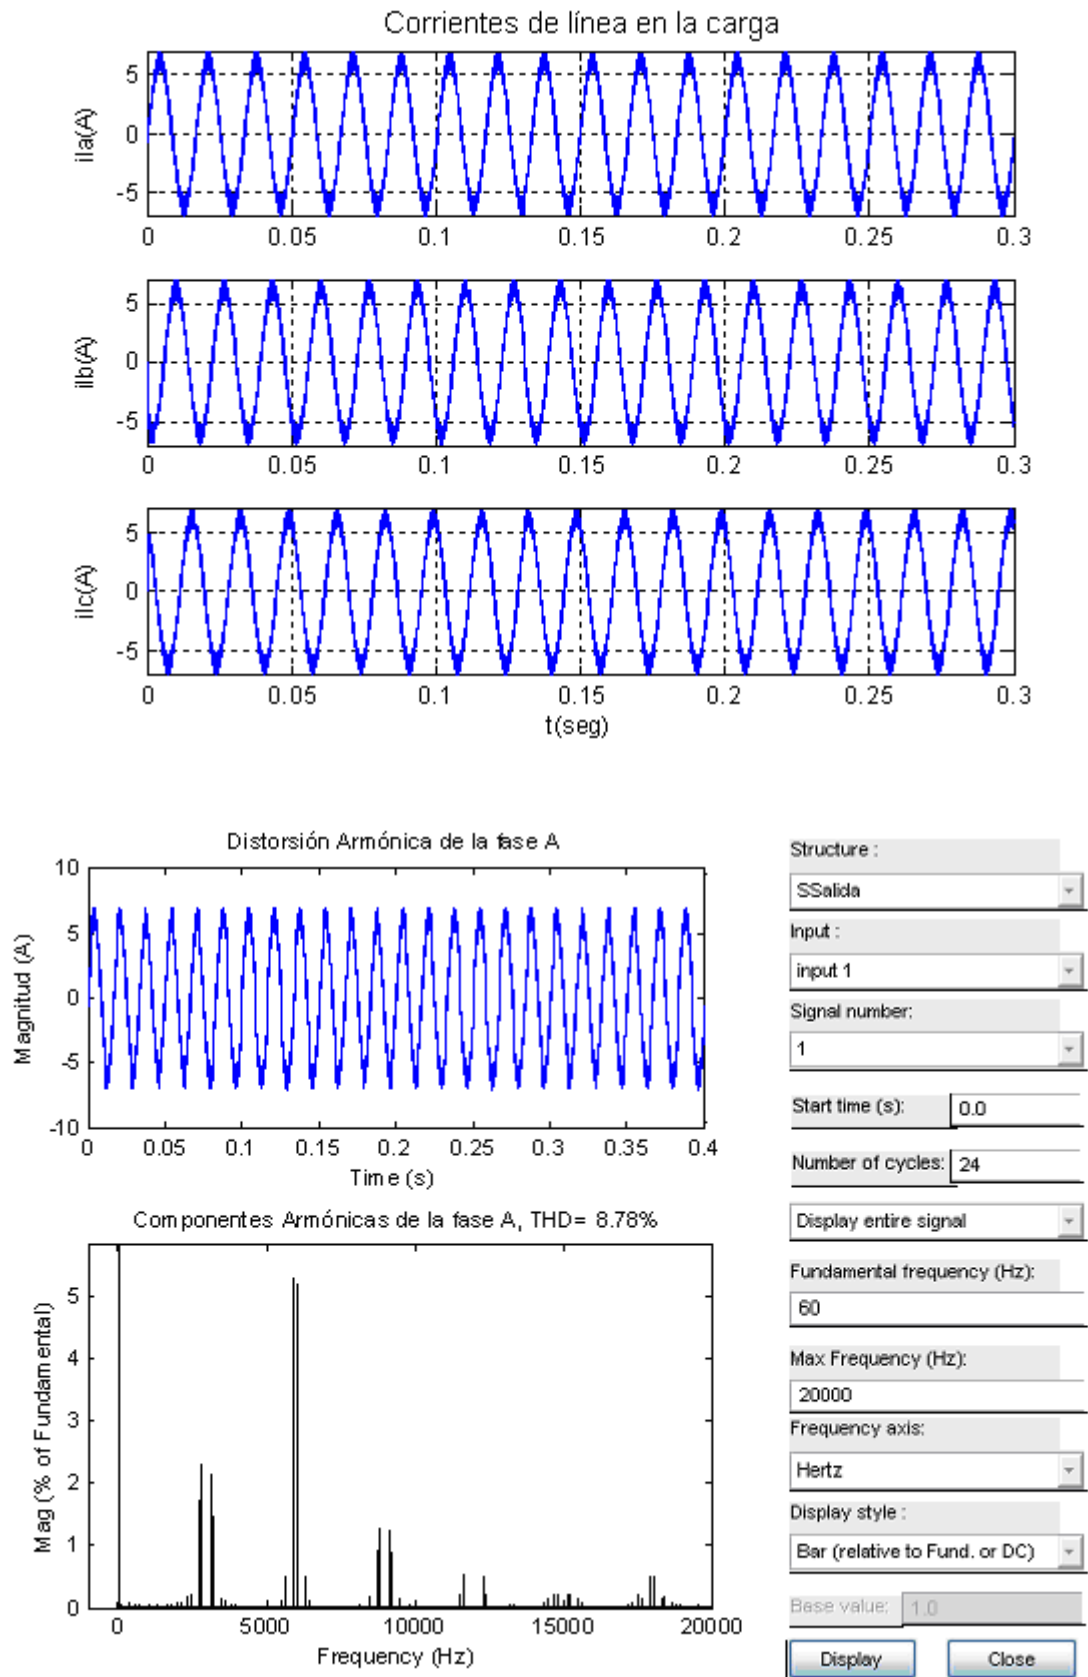 Corrientes de línea en la carga
ila(A)
5
0
-5
0 0.05 0.1 0.15 0.2 0.25 0.3
ilb(A)
5
0
-5
0 0.05 0.1 0.15 0.2 0.25 0.3
ilc(A)
5
0
-5
0 0.05 0.1 0.15 0.2 0.25 0.3
t(seg)
Distorsión Armónica de la fase A
Magnitud (A)
10
5
0
-5
-10
0 0.05 0.1 0.15 0.2 0.25 0.3 0.35 0.4
Time (s)
Componentes Armónicas de la fase A, THD= 8.78%
Mag (% of Fundamental)
5
4
3
2
1
0
0 5000 10000 15000 20000
Frequency (Hz)
Structure :
SSalida
Input :
input 1
Signal number:
1
Start time (s): 0.0
Number of cycles: 24
Display entire signal
Fundamental frequency (Hz):
60
Max Frequency (Hz):
20000
Frequency axis:
Hertz
Display style :
Bar (relative to Fund. or DC)
Base value: 1.0
Display Close